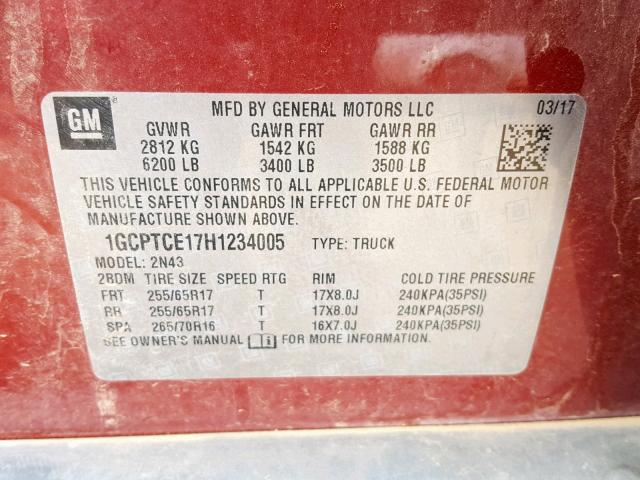 GM ®
MFD BY GENERAL MOTORS LLC 03/17
GVWR GAWR FRT GAWR RR
2812 KG 1542 KG 1588 KG
6200 LB 3400 LB 3500 LB
THIS VEHICLE CONFORMS TO ALL APPLICABLE U.S. FEDERAL MOTOR
VEHICLE SAFETY STANDARDS IN EFFECT ON THE DATE OF
MANUFACTURE SHOWN ABOVE.
1GCPTCE17H1234005 TYPE: TRUCK
MODEL: 2N43
2BDM TIRE SIZE SPEED RTG RIM COLD TIRE PRESSURE
FRT 255/65R17 T 17X8.0J 240KPA(35PSI)
RR 255/65R17 T 17X8.0J 240KPA(35PSI)
SPA 265/70R16 T 16X7.0J 240KPA(35PSI)
SEE OWNER'S MANUAL i FOR MORE INFORMATION.